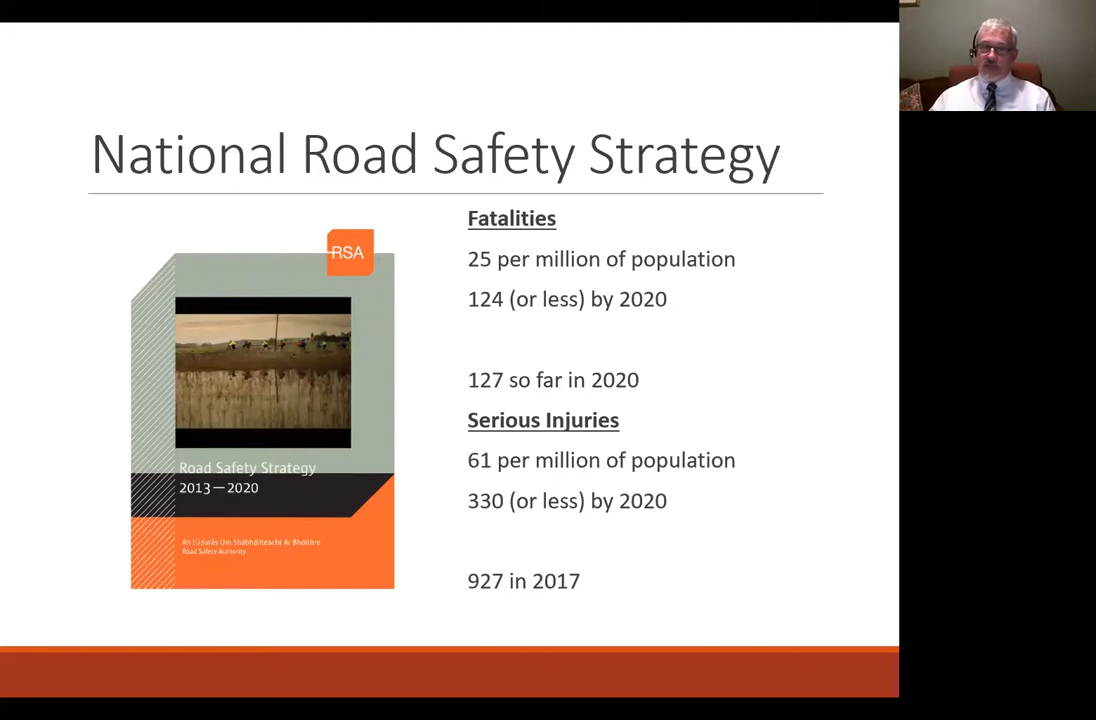 National Road Safety Strategy
RSA
Road Safety Strategy
2013—2020
An tÚdarás Um Shábháilteacht Ar Bhóithre
Road Safety Authority
Fatalities
25 per million of population
124 (or less) by 2020
127 so far in 2020
Serious Injuries
61 per million of population
330 (or less) by 2020
927 in 2017